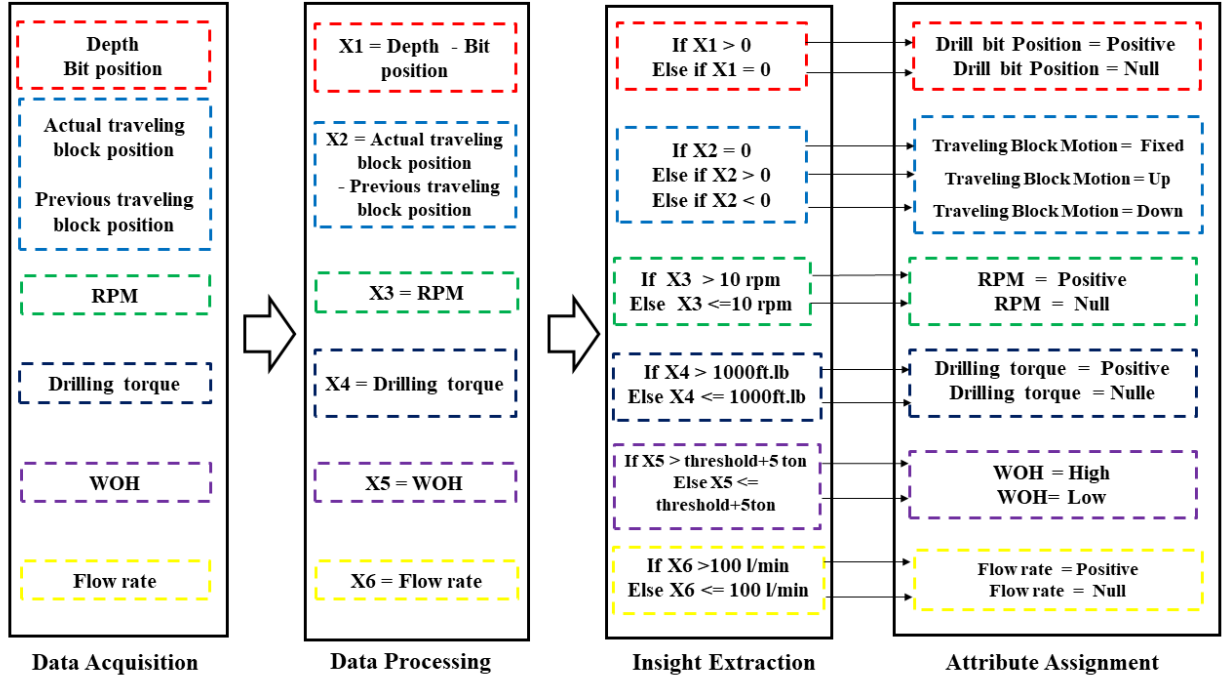 Depth
Bit position
Actual traveling
block position
Previous traveling
block position
RPM
Drilling torque
WOH
Flow rate
Data Acquisition
X1 = Depth - Bit
position
X2 = Actual traveling
block position
- Previous traveling
block position
X3 = RPM
X4 = Drilling torque
X5 = WOH
X6 = Flow rate
Data Processing
If X1 > 0
Else if X1 = 0
If X2 = 0
Else if X2 > 0
Else if X2 < 0
If X3 > 10 rpm
Else X3 <=10 rpm
If X4 > 1000ft.lb
Else X4 <= 1000ft.lb
If X5 > threshold+5 ton
Else X5 <=
threshold+5ton
If X6 >100 l/min
Else X6 <= 100 l/min
Insight Extraction
Drill bit Position = Positive
Drill bit Position = Null
Traveling Block Motion = Fixed
Traveling Block Motion = Up
Traveling Block Motion = Down
RPM = Positive
RPM = Null
Drilling torque = Positive
Drilling torque = Nulle
WOH = High
WOH= Low
Flow rate = Positive
Flow rate = Null
Attribute Assignment